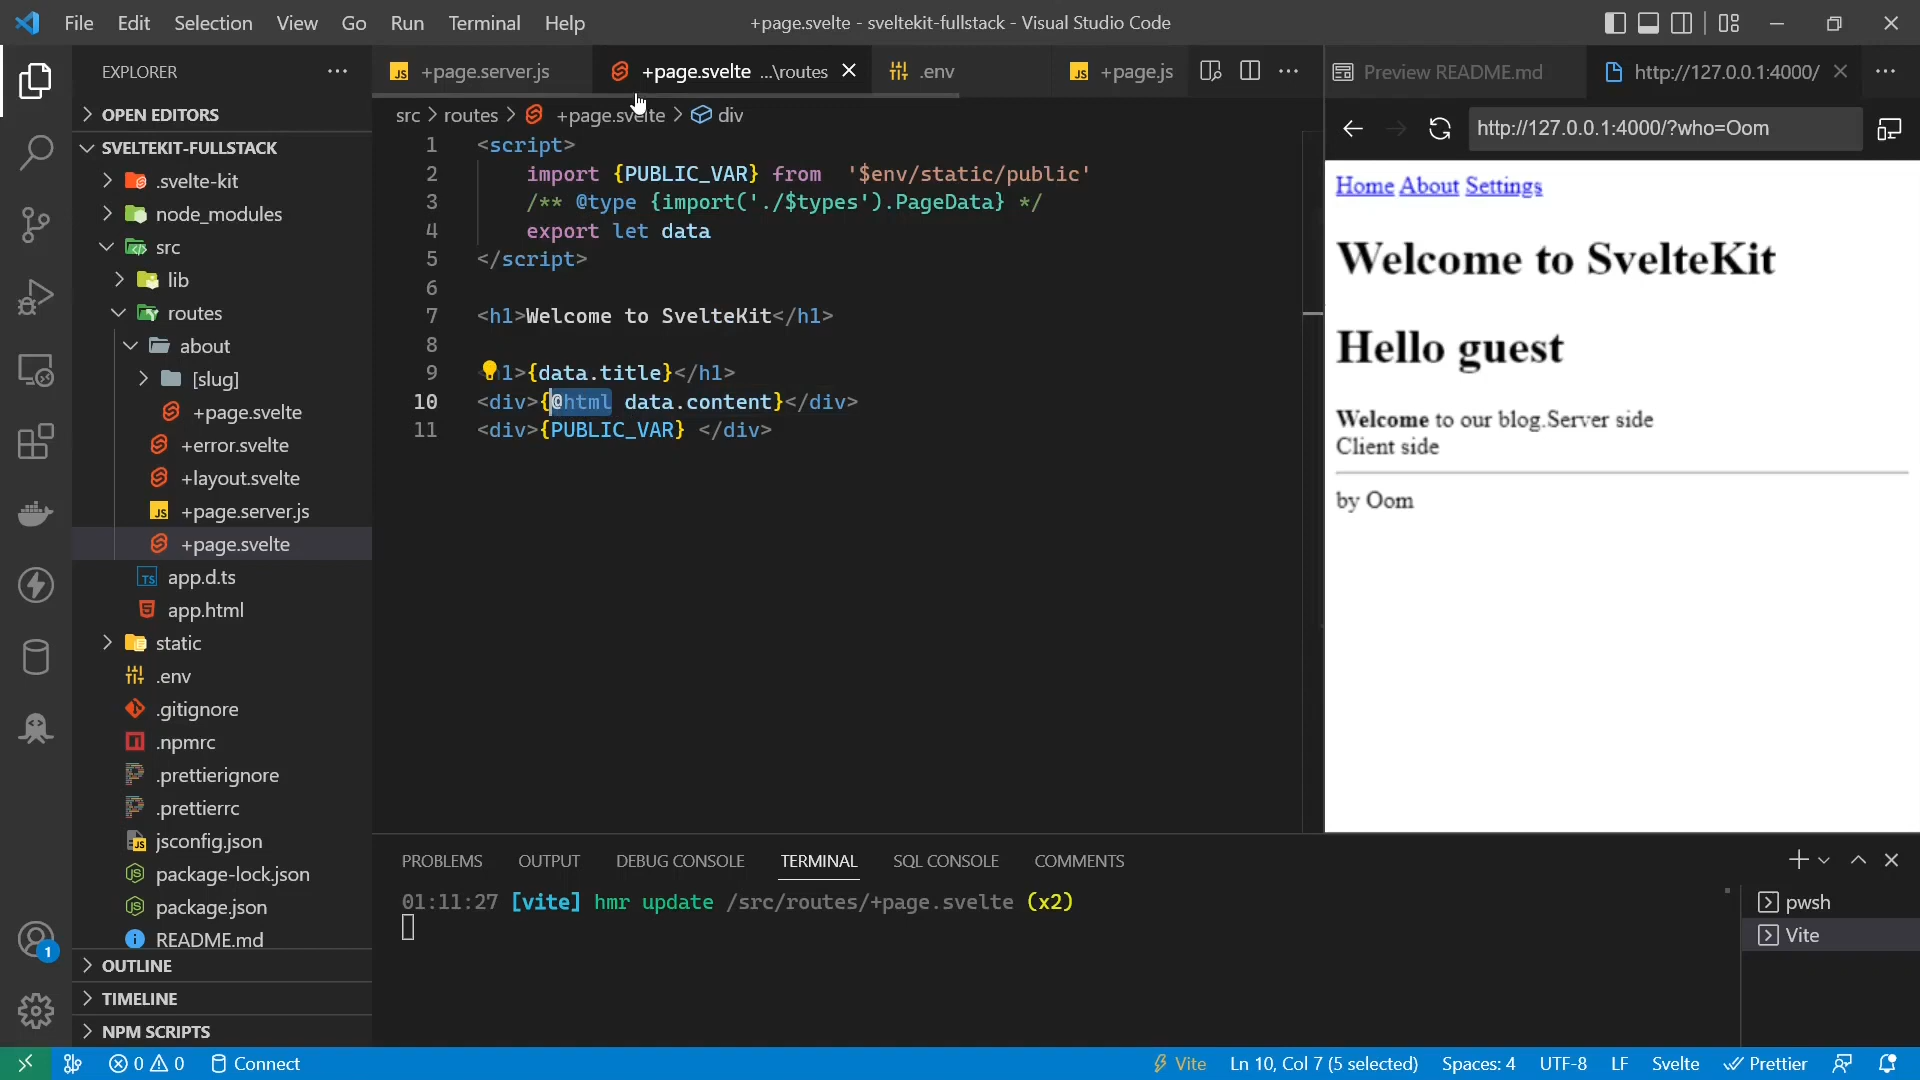 File Edit Selection View Go Run Terminal Help
+page.svelte - sveltekit-fullstack - Visual Studio Code
EXPLORER
OPEN EDITORS
SVELTEKIT-FULLSTACK
.svelte-kit
node_modules
src
lib
routes
about
[slug]
+page.svelte
+error.svelte
+layout.svelte
JS +page.server.js
+page.svelte
TS app.d.ts
app.html
static
.env
.gitignore
.npmrc
.prettierignore
.prettierrc
JS jsconfig.json
package-lock.json
package.json
README.md
OUTLINE
TIMELINE
NPM SCRIPTS
1
JS +page.server.js
+page.svelte ...\routes
.env
JS +page.js
src > routes > +page.svelte > div
1 <script>
2 import {PUBLIC_VAR} from '$env/static/public'
3 /** @type {import('./$types').PageData} */
4 export let data
5 </script>
6
7 <h1>Welcome to SvelteKit</h1>
8
9 1>{data.title}</h1>
10 <div>{@html data.content}</div>
11 <div>{PUBLIC_VAR} </div>
Preview README.md
http://127.0.0.1:4000/
http://127.0.0.1:4000/?who=Oom
Home About Settings
Welcome to SvelteKit
Hello guest
Welcome to our blog.Server side
Client side
by Oom
PROBLEMS OUTPUT DEBUG CONSOLE TERMINAL SQL CONSOLE COMMENTS
01:11:27 [vite] hmr update /src/routes/+page.svelte (x2)
pwsh
Vite
0 0 Connect
Vite Ln 10, Col 7 (5 selected) Spaces: 4 UTF-8 LF Svelte Prettier